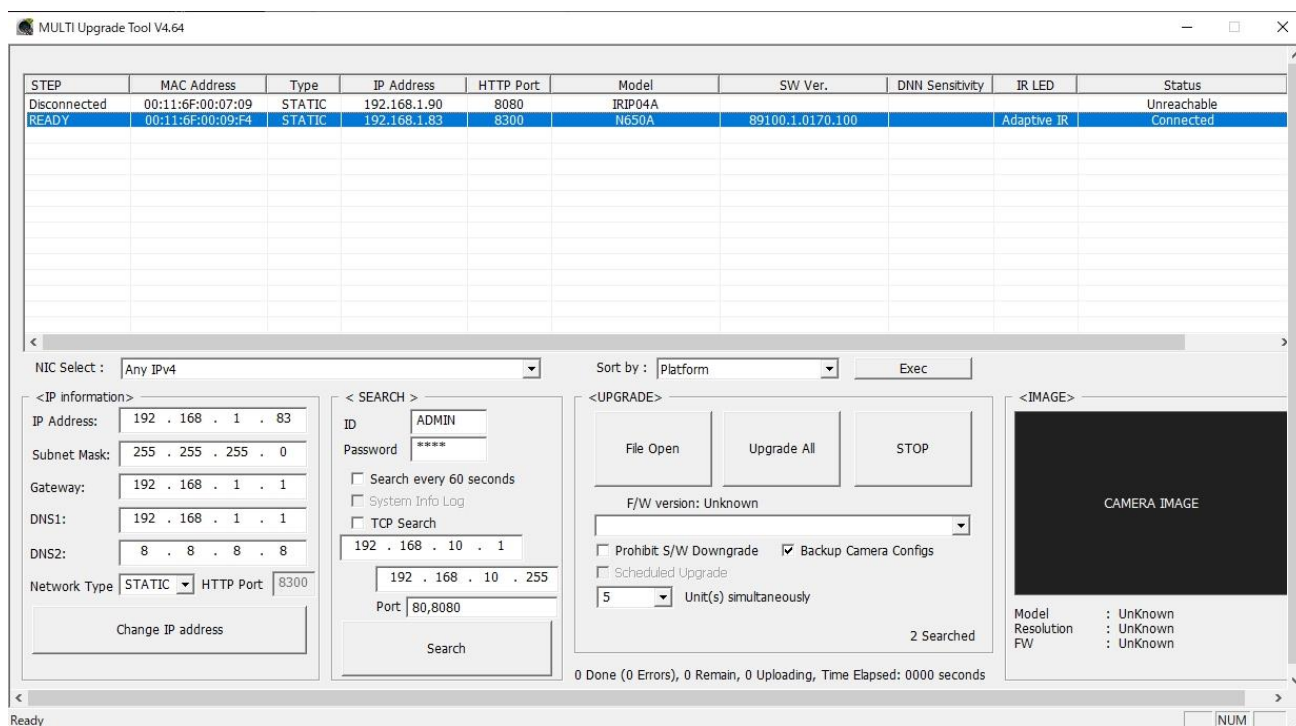 MULTI Upgrade Tool V4.64
STEP MAC Address Type IP Address HTTP Port Model SW Ver. DNN Sensitivity IR LED Status
Disconnected 00:11:6F:00:07:09 STATIC 192.168.1.90 8080 IRIP04A Unreachable
READY 00:11:6F:00:09:F4 STATIC 192.168.1.83 8300 N650A 89100.1.0170.100 Adaptive IR Connected
NIC Select : Any IPv4 Sort by : Platform Exec
<IP information>
IP Address: 192 . 168 . 1 . 83
Subnet Mask: 255 . 255 . 255 . 0
Gateway: 192 . 168 . 1 . 1
DNS1: 192 . 168 . 1 . 1
DNS2: 8 . 8 . 8 . 8
Network Type STATIC HTTP Port 8300
Change IP address
< SEARCH >
ID ADMIN
Password ****
Search every 60 seconds
System Info Log
TCP Search
192 . 168 . 10 . 1
192 . 168 . 10 . 255
Port 80,8080
Search
<UPGRADE>
File Open Upgrade All STOP
F/W version: Unknown
Prohibit S/W Downgrade Backup Camera Configs
Scheduled Upgrade
5 Unit(s) simultaneously
2 Searched
0 Done (0 Errors), 0 Remain, 0 Uploading, Time Elapsed: 0000 seconds
<IMAGE>
CAMERA IMAGE
Model : UnKnown
Resolution : UnKnown
FW : UnKnown
Ready NUM